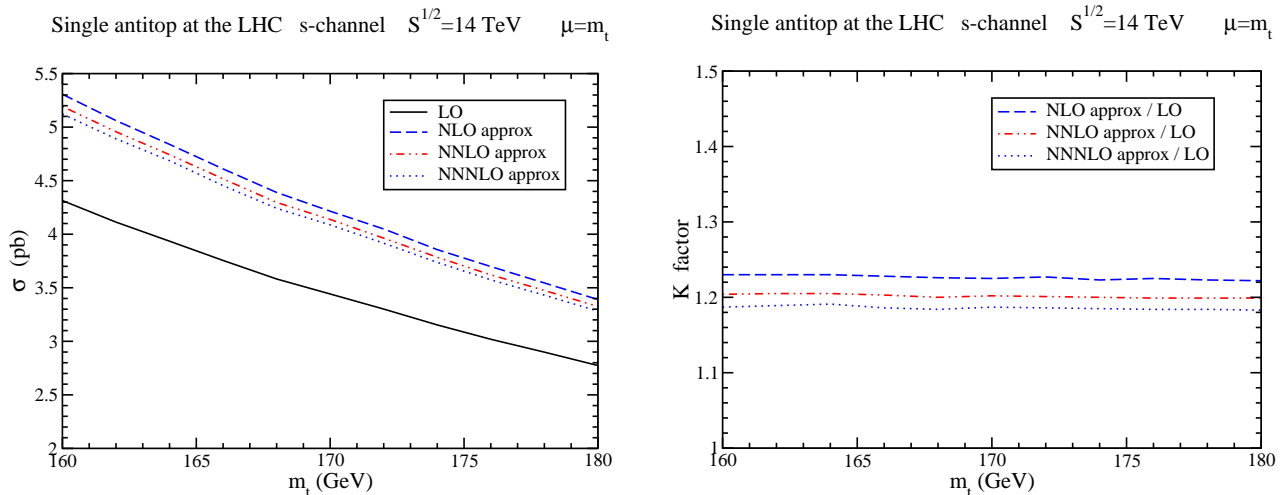 Single antitop at the LHC s-channel S^1/2=14 TeV μ=m_t
5.5
5
4.5
4
3.5
3
2.5
2
σ (pb)
LO
NLO approx
NNLO approx
NNNLO approx
160 165 170 175 180
m_t (GeV)
Single antitop at the LHC s-channel S^1/2=14 TeV μ=m_t
1.5
1.4
1.3
1.2
1.1
1
K factor
NLO approx / LO
NNLO approx / LO
NNNLO approx / LO
160 165 170 175 180
m_t (GeV)